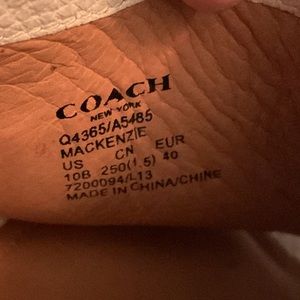 COACH
NEW YORK
Q4365/A5485
MACKENZIE
US CN EUR
10B 250(1.5) 40
7200094/L13
MADE IN CHINA/CHINE